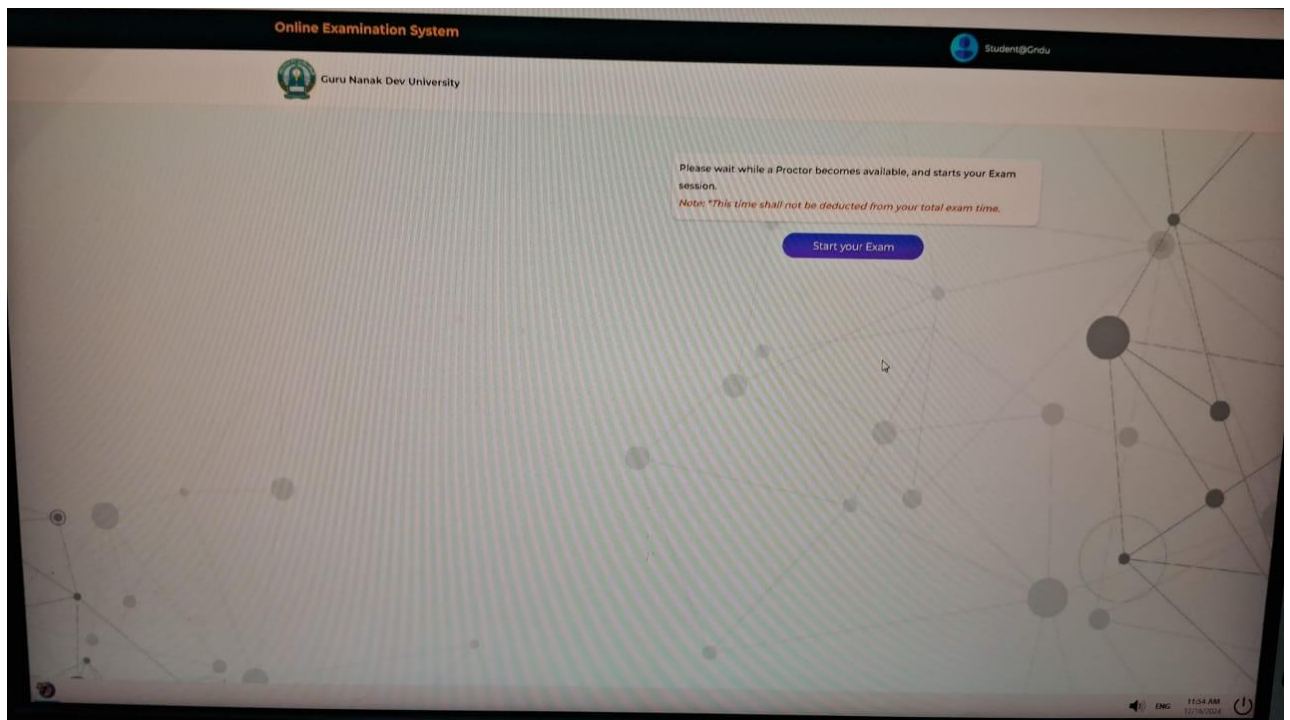 Online Examination System
Student@Gndu
Guru Nanak Dev University
Please wait while a Proctor becomes available, and starts your Exam
session.
Note: *This time shall not be deducted from your total exam time.
Start your Exam
ENG
11:54 AM